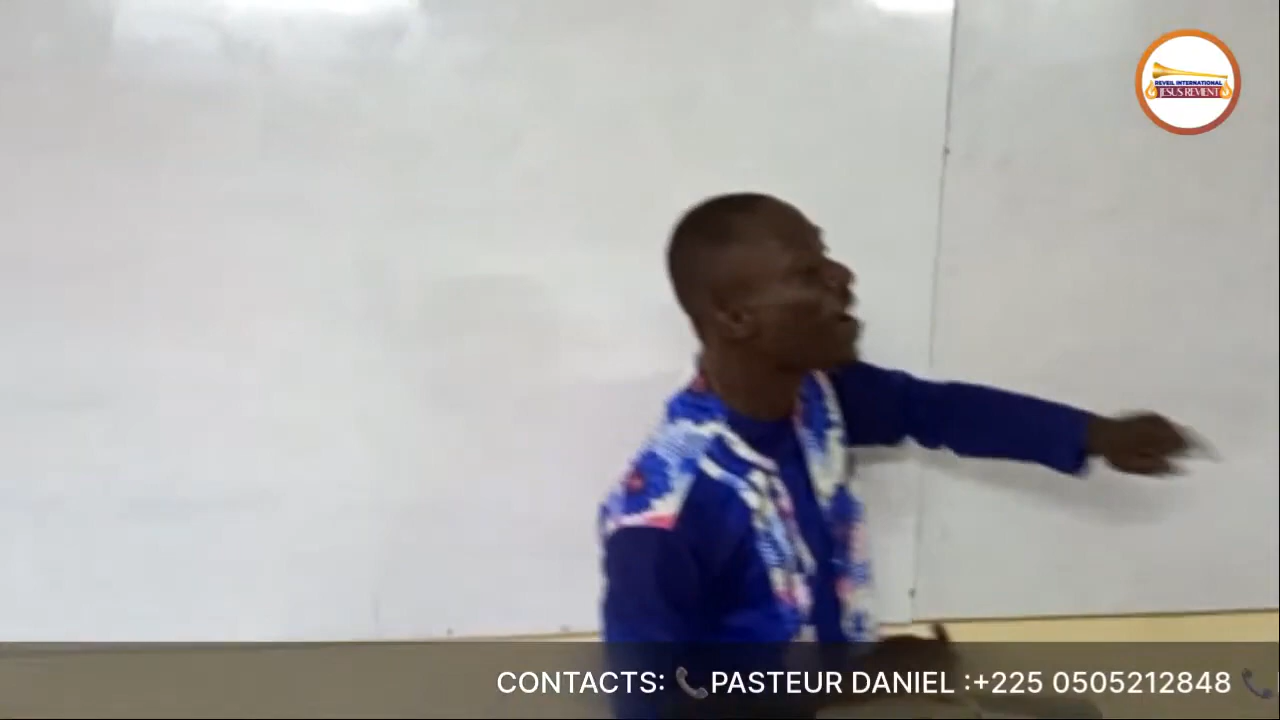 REVEIL INTERNATIONAL
JESUS REVIENT
CONTACTS: 📞PASTEUR DANIEL :+225 0505212848 📞